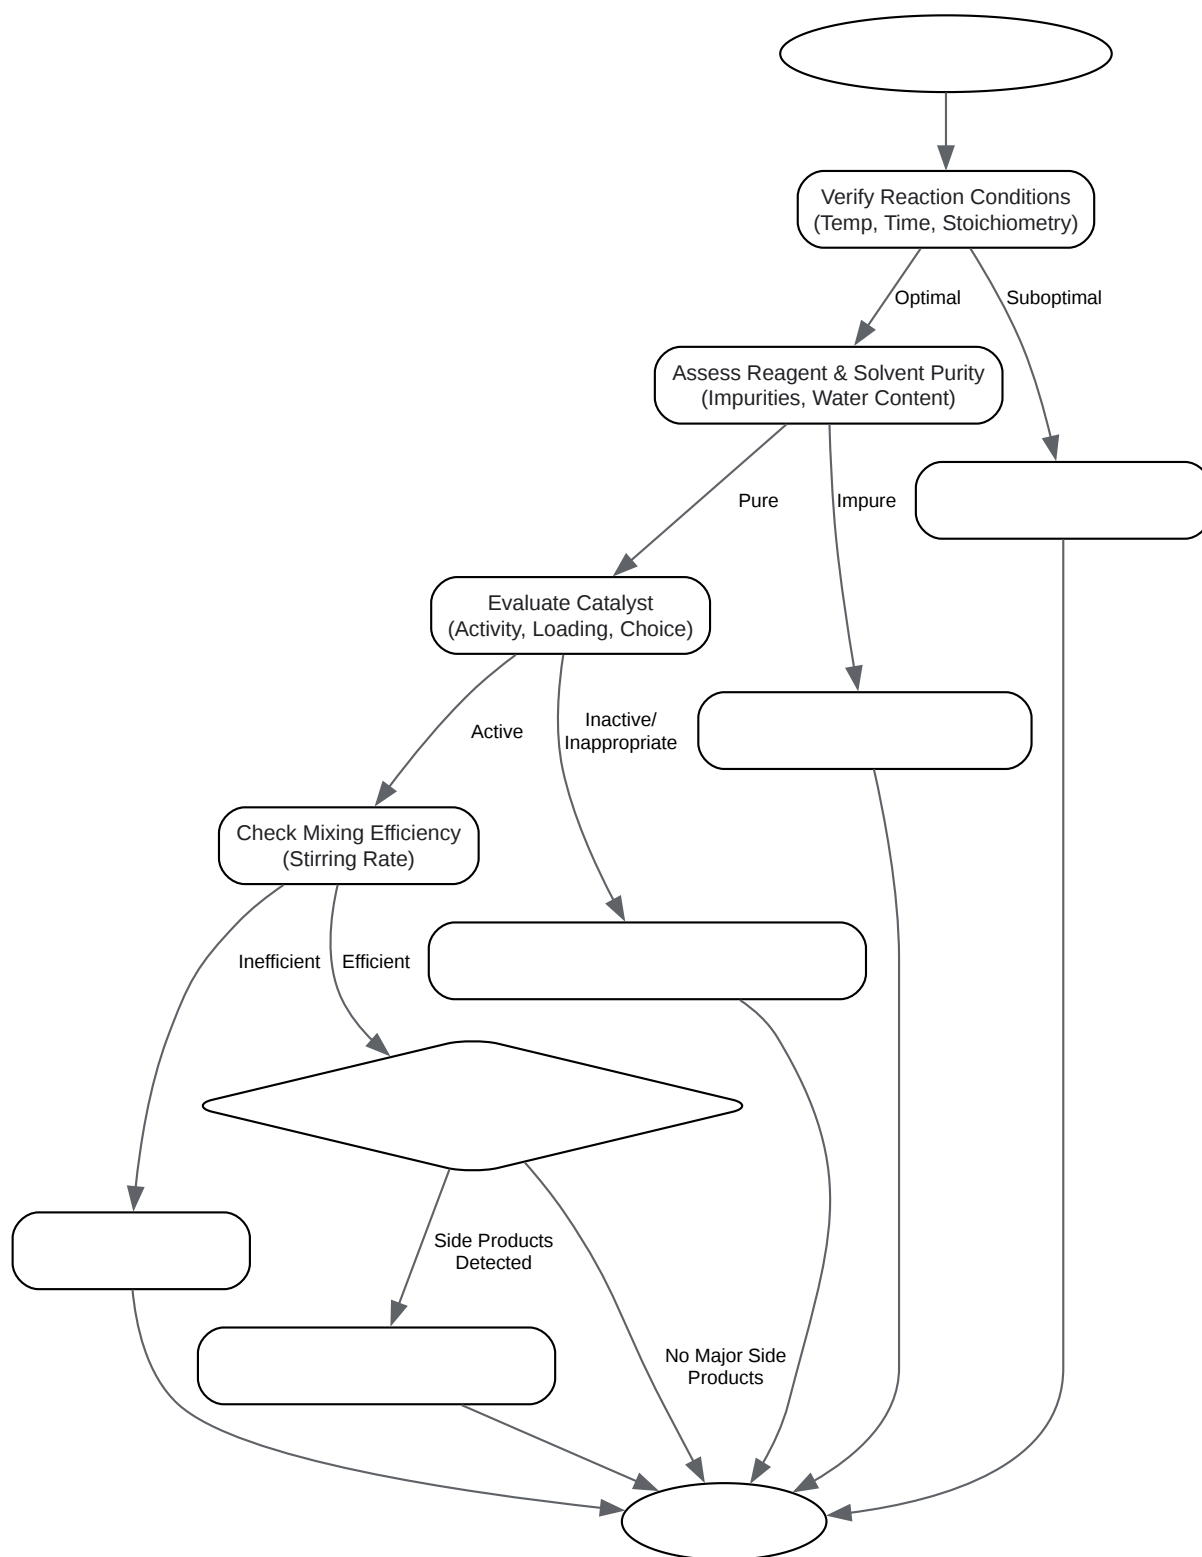 Verify Reaction Conditions
(Temp, Time, Stoichiometry)
Optimal
Suboptimal
Assess Reagent & Solvent Purity
(Impurities, Water Content)
Pure
Impure
Evaluate Catalyst
(Activity, Loading, Choice)
Active
Inactive/
Inappropriate
Check Mixing Efficiency
(Stirring Rate)
Inefficient
Efficient
Side Products
Detected
No Major Side
Products